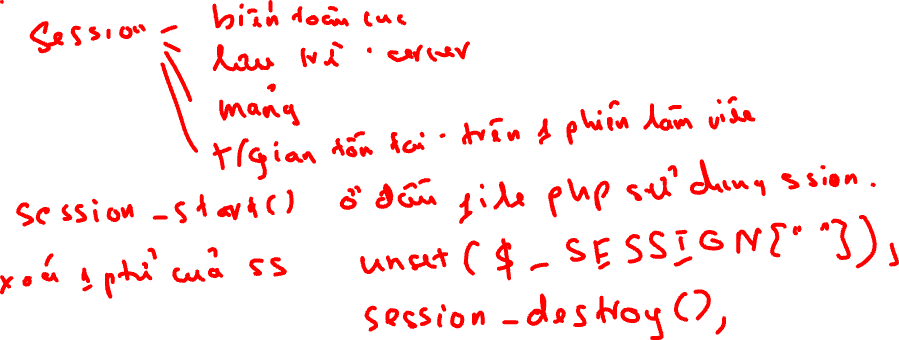 Session - biến toàn cục
lưu trữ ở server
mảng
t/gian tồn tại trên 1 phiên làm việc
session_start() ở đầu file php sử dụng ssion.
xoá 1 ptử của ss unset($_SESSION[" "]);
session_destroy();